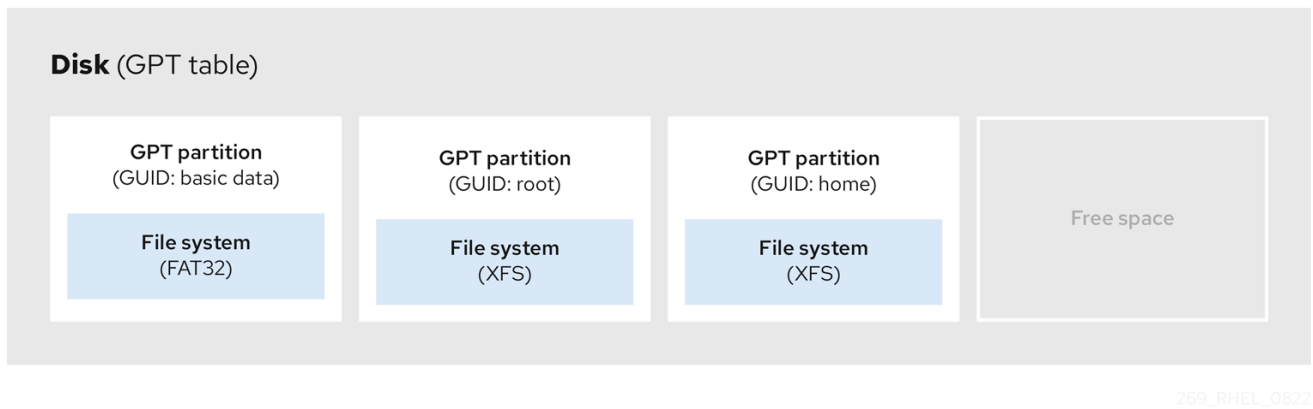 Disk (GPT table)
GPT partition
(GUID: basic data)
File system
(FAT32)
GPT partition
(GUID: root)
File system
(XFS)
GPT partition
(GUID: home)
File system
(XFS)
Free space
269_RHEL_0822